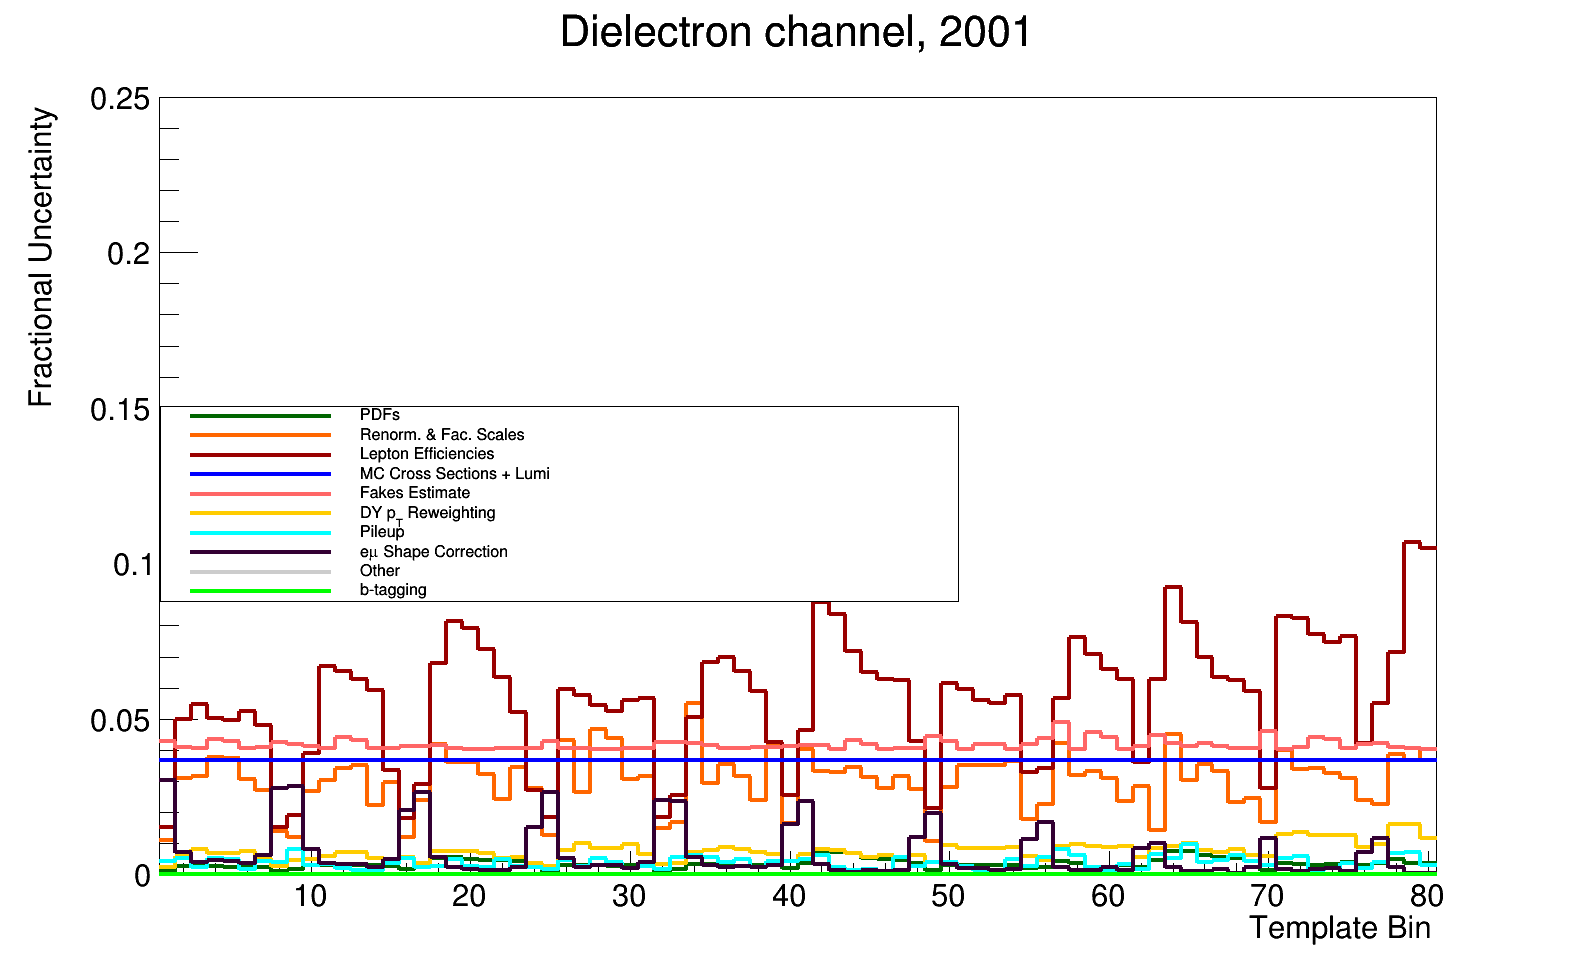 Dielectron channel, 2001
Fractional Uncertainty
0.25
0.2
0.15
0.1
0.05
0
PDFs
Renorm. & Fac. Scales
Lepton Efficiencies
MC Cross Sections + Lumi
Fakes Estimate
DY pT Reweighting
Pileup
eμ Shape Correction
Other
b-tagging
10 20 30 40 50 60 70 80
Template Bin